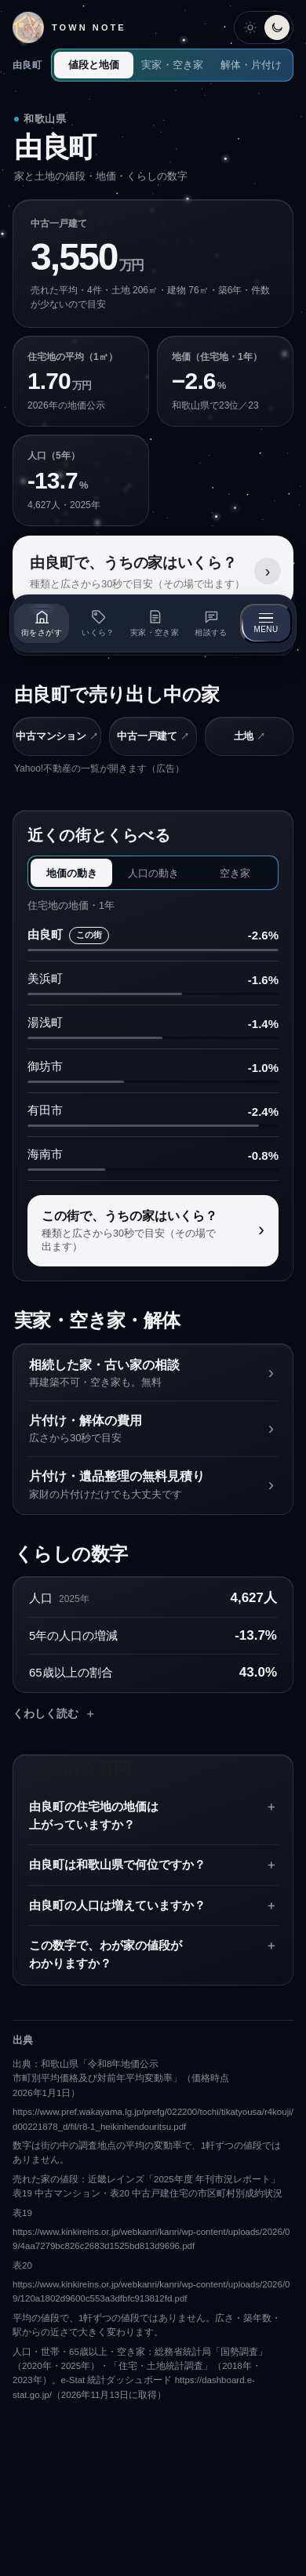 TOWN NOTE
由良町
値段と地価
実家・空き家
解体・片付け
和歌山県
由良町
家と土地の値段・地価・くらしの数字
中古一戸建て
3,550万円
売れた平均・4件・土地 206㎡・建物 76㎡・築6年・件数
が少ないので目安
住宅地の平均（1㎡）
1.70万円
2026年の地価公示
地価（住宅地・1年）
−2.6%
和歌山県で23位／23
人口（5年）
-13.7%
4,627人・2025年
由良町で、うちの家はいくら？
種類と広さから30秒で目安（その場で出ます）
›
街をさがす
いくら？
実家・空き家
相談する
MENU
由良町で売り出し中の家
中古マンション ↗
中古一戸建て ↗
土地 ↗
Yahoo!不動産の一覧が開きます（広告）
近くの街とくらべる
地価の動き
人口の動き
空き家
住宅地の地価・1年
由良町 この街 -2.6%
美浜町 -1.6%
湯浅町 -1.4%
御坊市 -1.0%
有田市 -2.4%
海南市 -0.8%
この街で、うちの家はいくら？
種類と広さから30秒で目安（その場で
出ます）
›
実家・空き家・解体
相続した家・古い家の相談
再建築不可・空き家も。無料
›
片付け・解体の費用
広さから30秒で目安
›
片付け・遺品整理の無料見積り
家財の片付けだけでも大丈夫です
›
くらしの数字
人口 2025年 4,627人
5年の人口の増減 -13.7%
65歳以上の割合 43.0%
くわしく読む ＋
由良町の住宅地の地価は
上がっていますか？ +
由良町は和歌山県で何位ですか？ +
由良町の人口は増えていますか？ +
この数字で、わが家の値段が
わかりますか？ +
出典
出典：和歌山県「令和8年地価公示
市町別平均価格及び対前年平均変動率」（価格時点
2026年1月1日）
https://www.pref.wakayama.lg.jp/prefg/022200/tochi/tikatyousa/r4kouji/
d00221878_d/fil/r8-1_heikinhendouritsu.pdf
数字は街の中の調査地点の平均の変動率で、1軒ずつの値段では
ありません。
売れた家の値段：近畿レインズ「2025年度 年刊市況レポート」
表19 中古マンション・表20 中古戸建住宅の市区町村別成約状況
表19
https://www.kinkireins.or.jp/webkanri/kanri/wp-content/uploads/2026/0
9/4aa7279bc826c2683d1525bd813d9696.pdf
表20
https://www.kinkireins.or.jp/webkanri/kanri/wp-content/uploads/2026/0
9/120a1802d9600c553a3dfbfc913812fd.pdf
平均の値段で、1軒ずつの値段ではありません。広さ・築年数・
駅からの近さで大きく変わります。
人口・世帯・65歳以上・空き家：総務省統計局「国勢調査」
（2020年・2025年）・「住宅・土地統計調査」（2018年・
2023年）。e-Stat 統計ダッシュボード https://dashboard.e-
stat.go.jp/（2026年11月13日に取得）